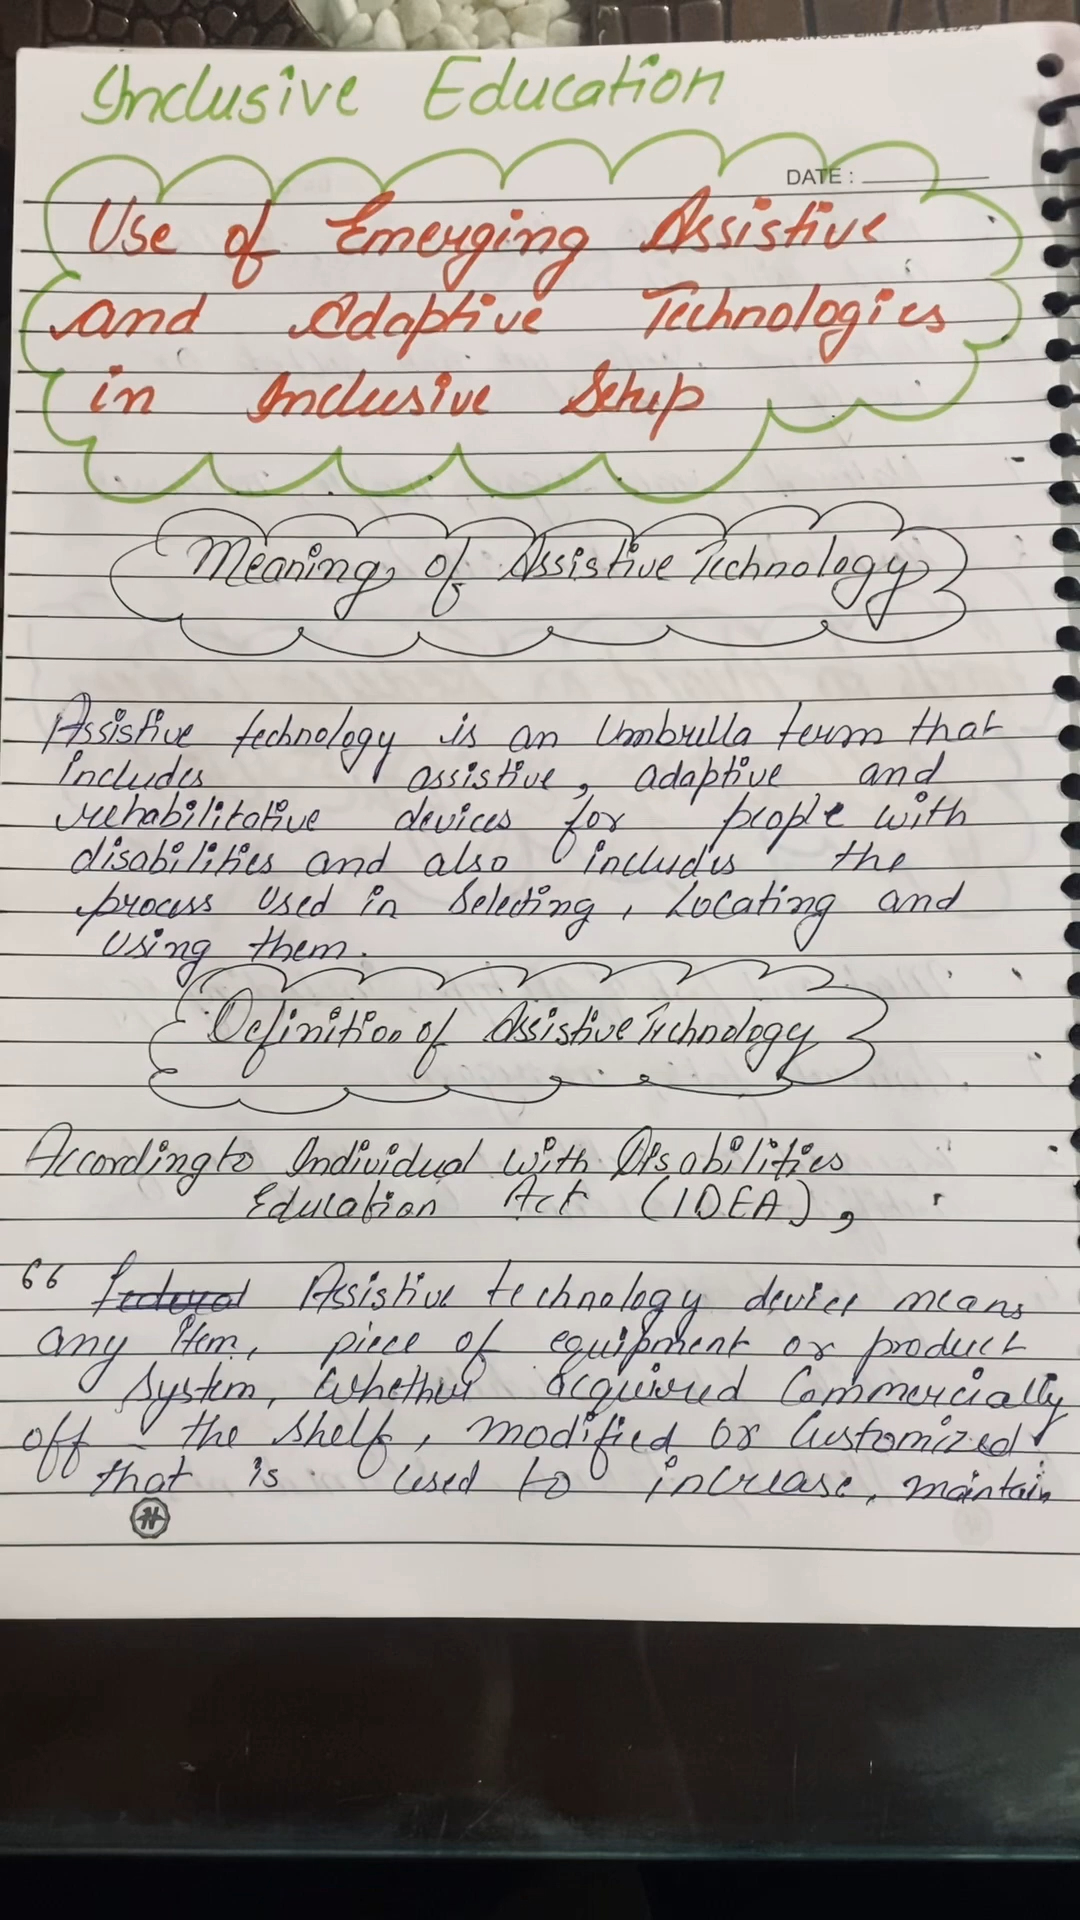 Inclusive Education
DATE :
Use of Emerging Assistive
and Adaptive Technologies
in Inclusive Setup
Meaning of Assistive Technology
Assistive technology is an Umbrella term that
includes assistive, adaptive and
rehabilitative devices for people with
disabilities and also includes the
process used in Selecting, Locating and
Using them.
Definition of Assistive Technology
According to Individual with Disabilities
Education Act (IDEA),
66 Federal Assistive technology device means
any item, piece of equipment or product
System, Whether acquired Commercially
off - the shelf, modified or Customized
that is used to increase, maintain